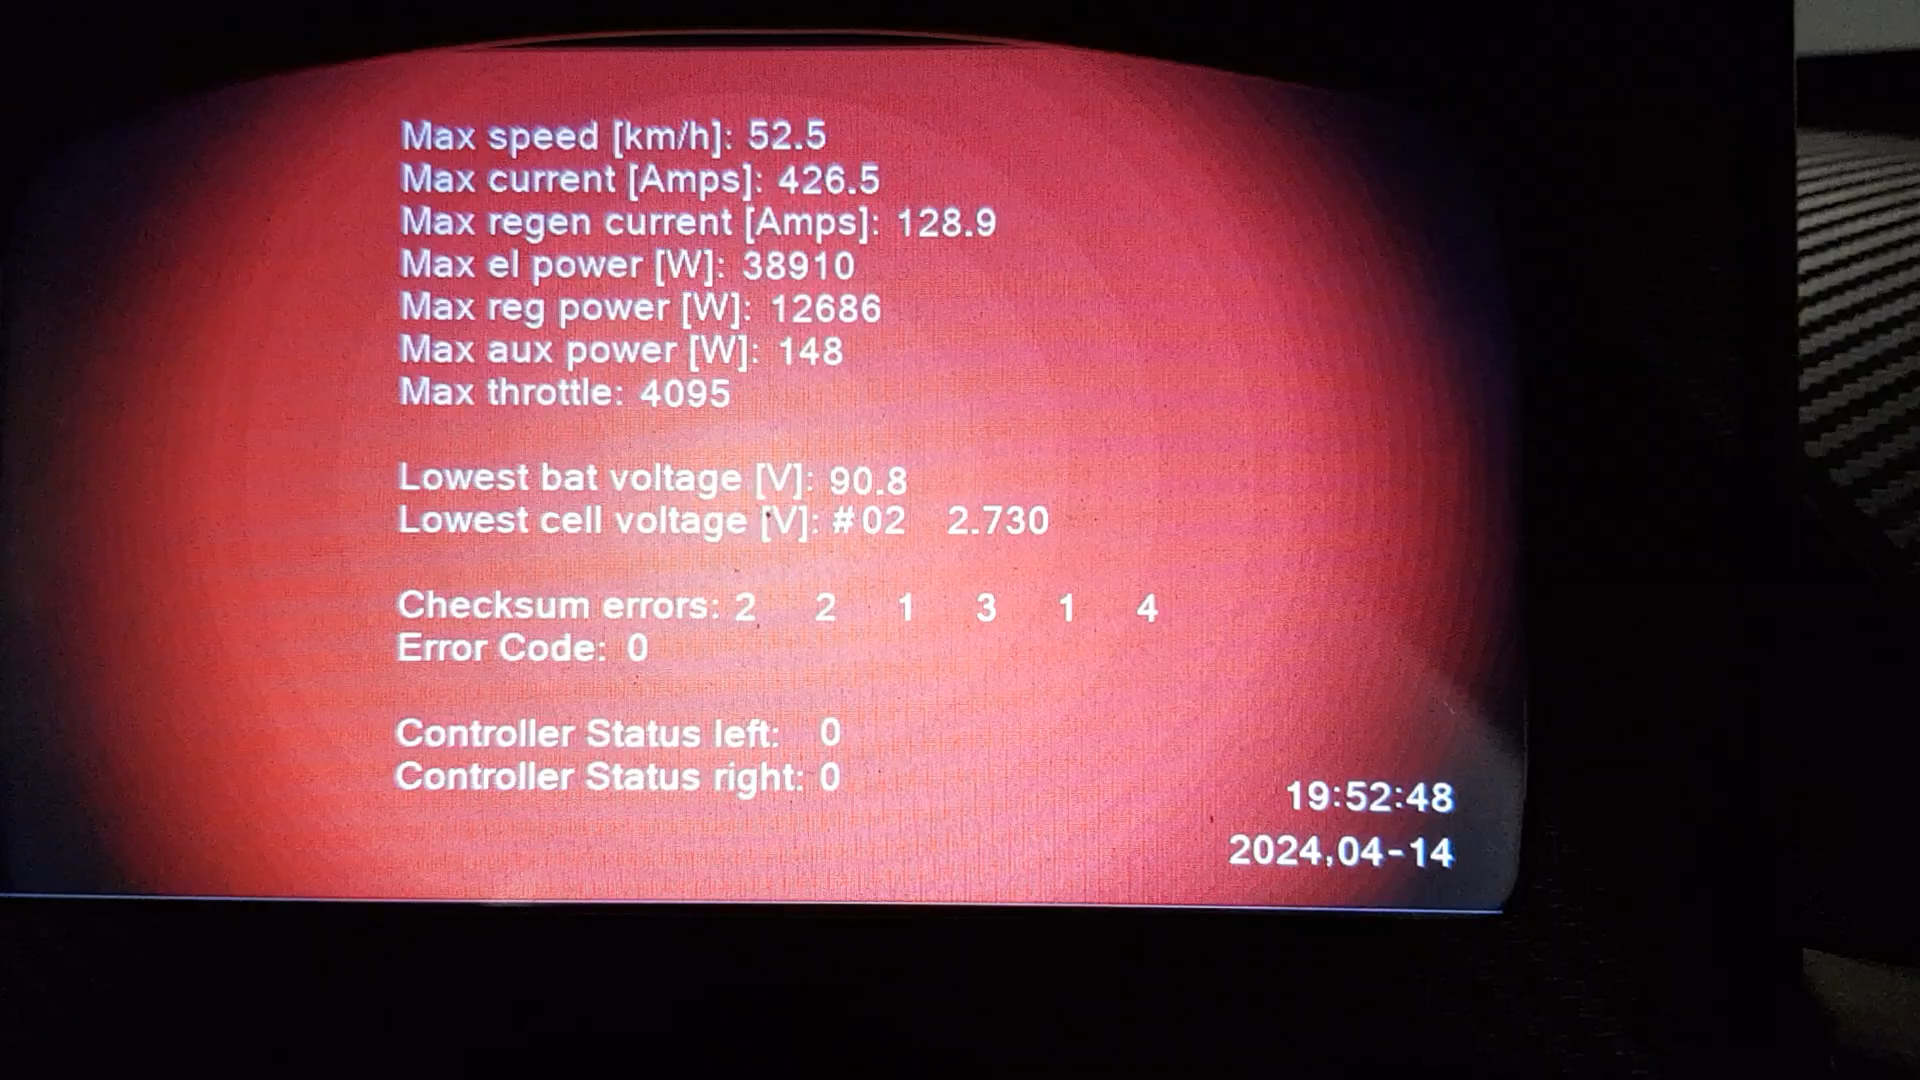 Max speed [km/h]: 52.5
Max current [Amps]: 426.5
Max regen current [Amps]: 128.9
Max el power [W]: 38910
Max reg power [W]: 12686
Max aux power [W]: 148
Max throttle: 4095
Lowest bat voltage [V]: 90.8
Lowest cell voltage [V]: #02 2.730
Checksum errors: 2 2 1 3 1 4
Error Code: 0
Controller Status left: 0
Controller Status right: 0
19:52:48
2024,04-14